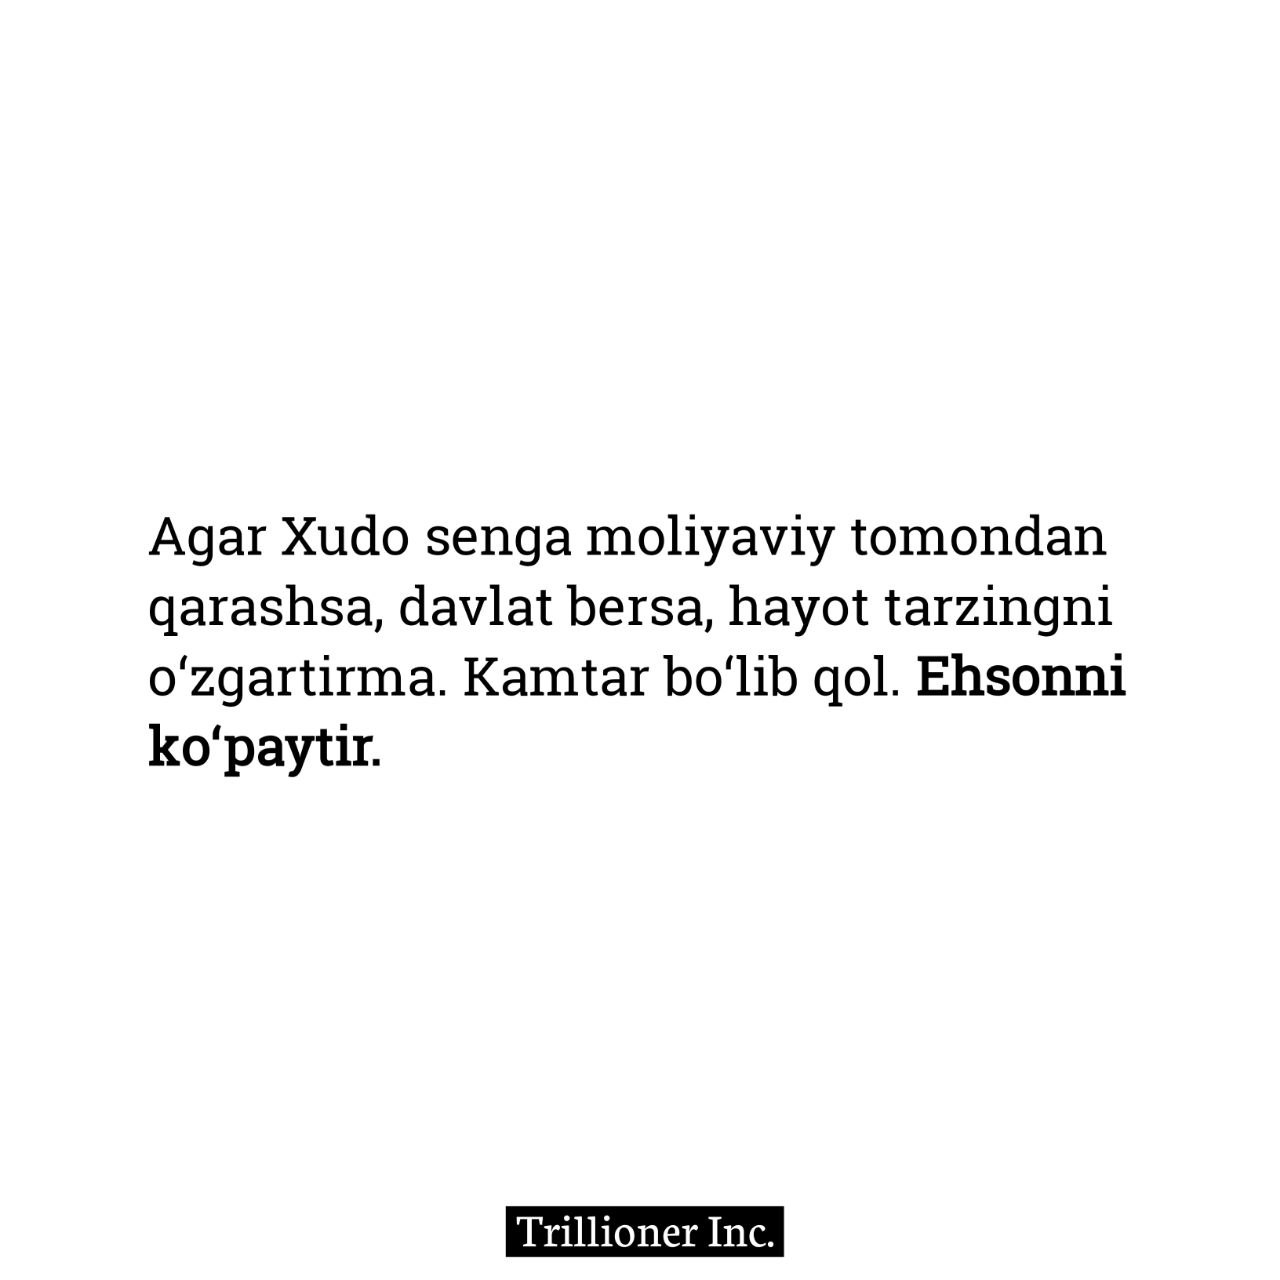 Agar Xudo senga moliyaviy tomondan
qarashsa, davlat bersa, hayot tarzingni
o‘zgartirma. Kamtar bo‘lib qol. Ehsonni
ko‘paytir.
Trillioner Inc.